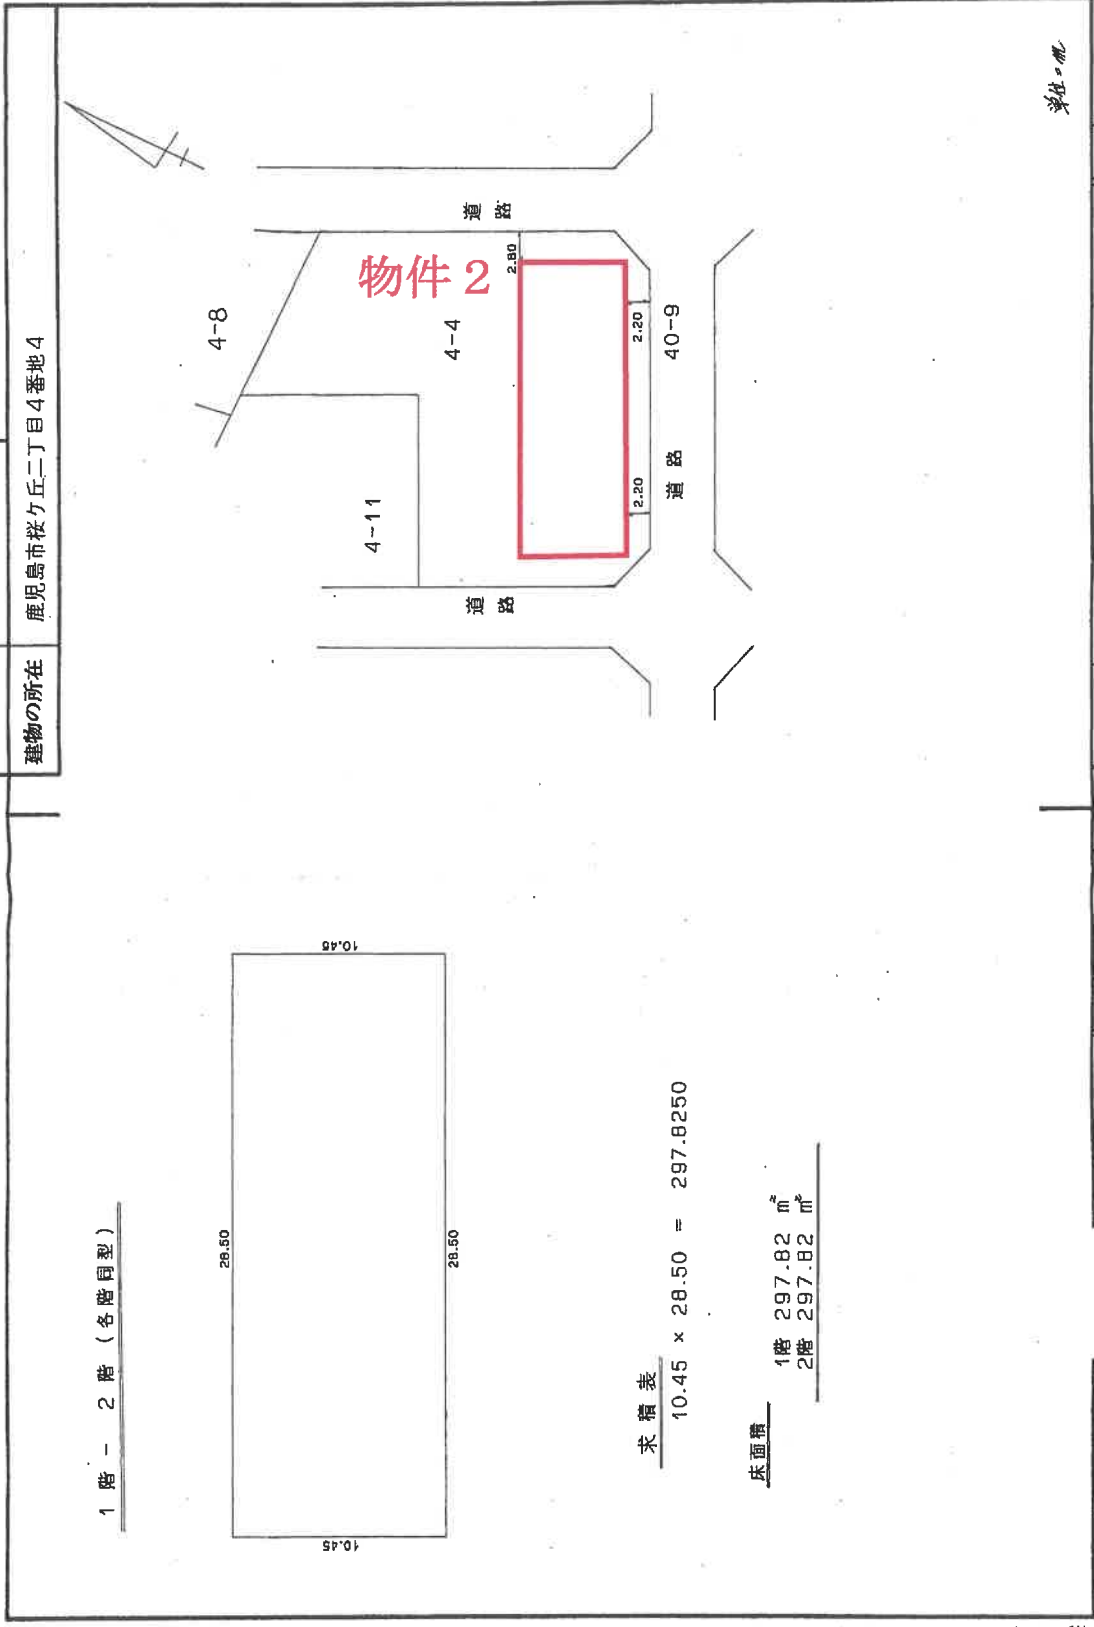 建物の所在
鹿児島市桜ケ丘二丁目4番地4
1階 - 2階 (各階同型)
28.50
10.45
10.45
28.50
求積表
10.45 × 28.50 = 297.8250
床面積
1階 297.82 ㎡
2階 297.82 ㎡
4-8
4-11
4-4
物件2
道路
道路
2.80
2.20
2.20
道路
40-9
単位=m